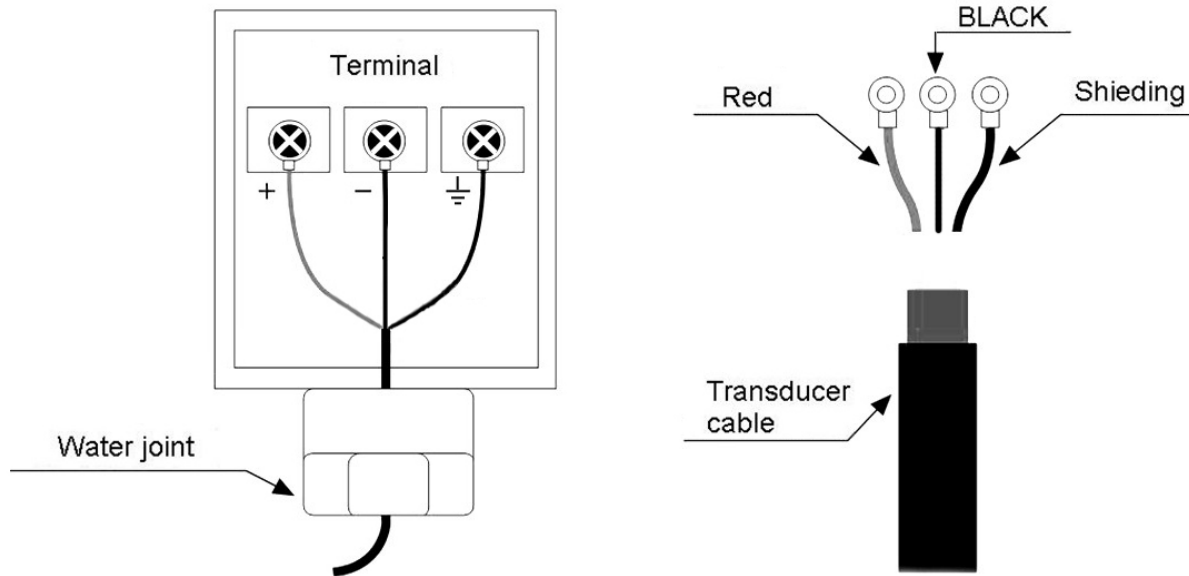 Terminal
+
−
Water joint
BLACK
Red
Shieding
Transducer
cable